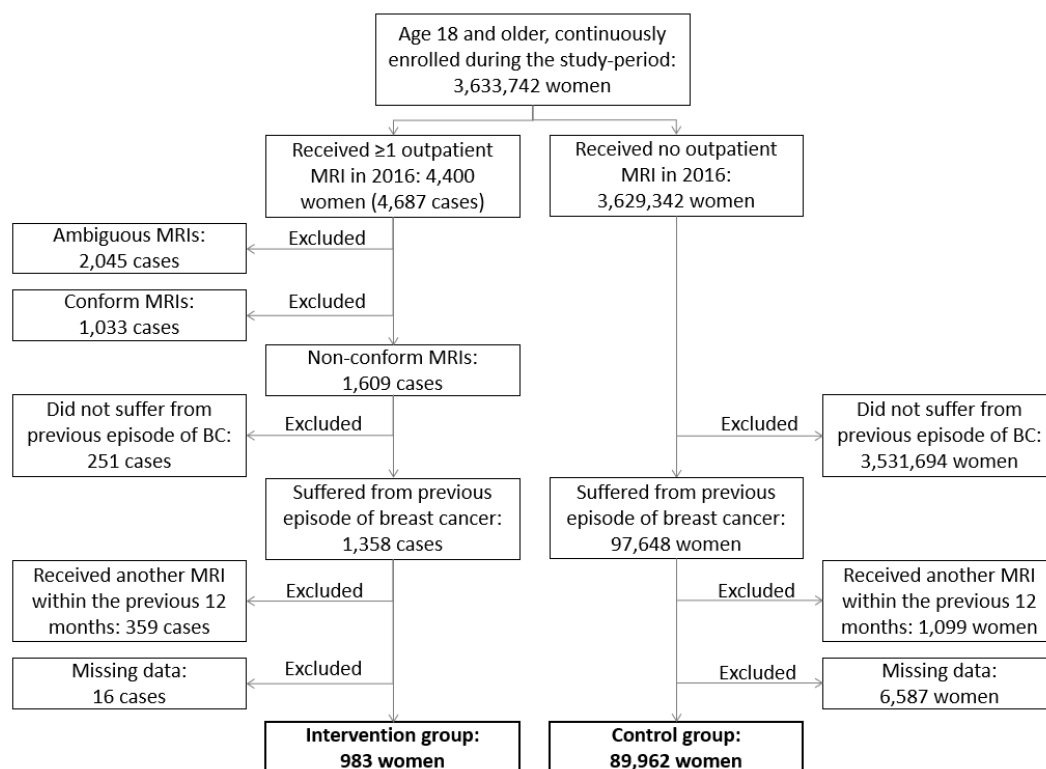 Age 18 and older, continuously
enrolled during the study-period:
3,633,742 women
Received ≥1 outpatient
MRI in 2016: 4,400
women (4,687 cases)
Received no outpatient
MRI in 2016:
3,629,342 women
Ambiguous MRIs:
2,045 cases
Excluded
Conform MRIs:
1,033 cases
Excluded
Non-conform MRIs:
1,609 cases
Did not suffer from
previous episode of BC:
251 cases
Excluded
Excluded
Did not suffer from
previous episode of BC:
3,531,694 women
Suffered from previous
episode of breast cancer:
1,358 cases
Suffered from previous
episode of breast cancer:
97,648 women
Received another MRI
within the previous 12
months: 359 cases
Excluded
Excluded
Received another MRI
within the previous 12
months: 1,099 women
Missing data:
16 cases
Excluded
Excluded
Missing data:
6,587 women
Intervention group:
983 women
Control group:
89,962 women